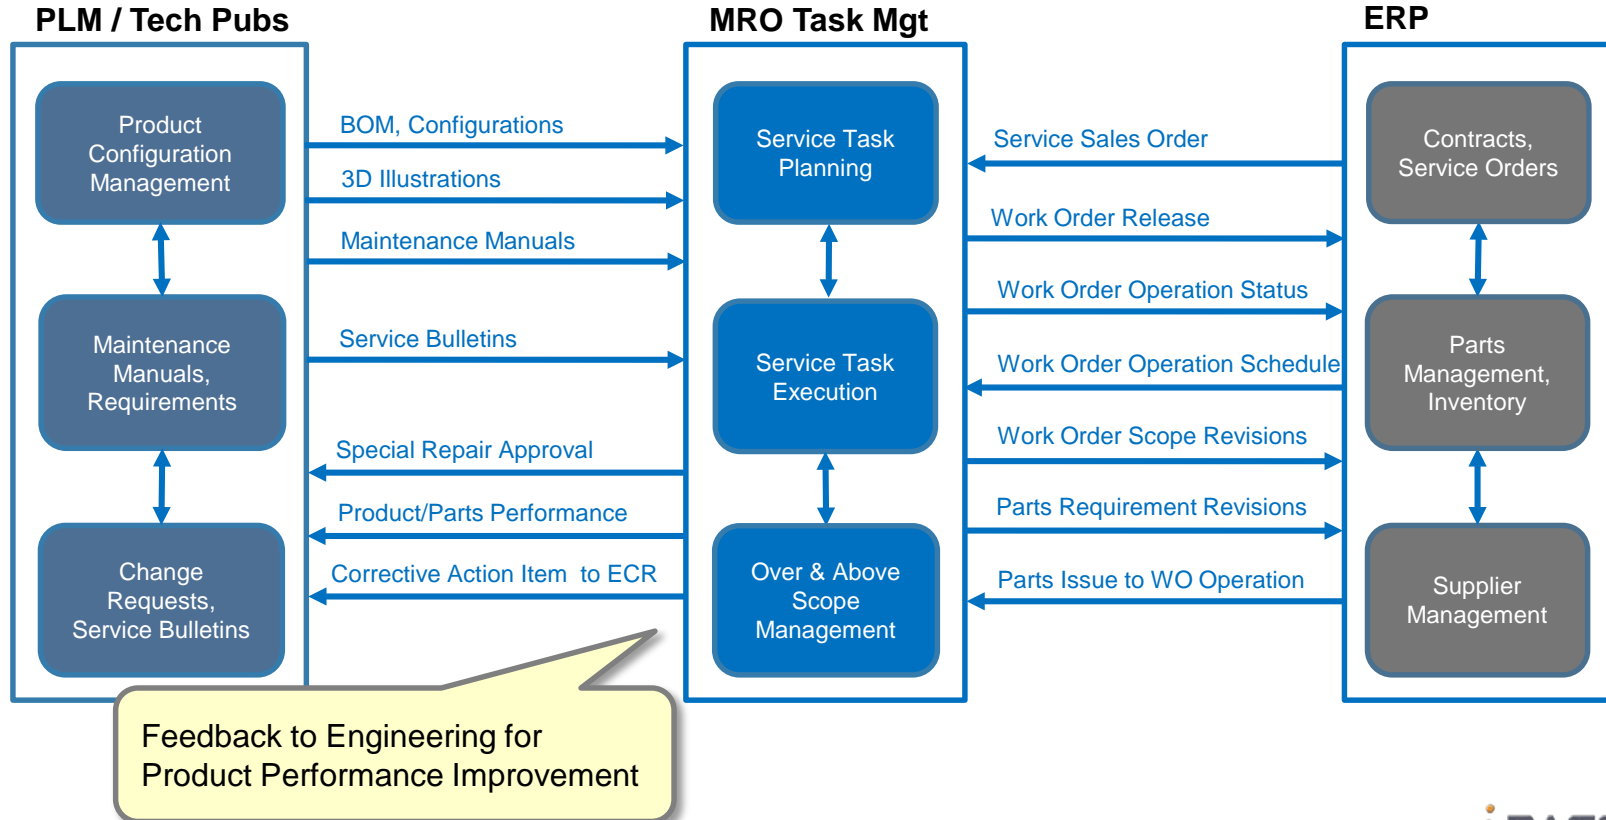 PLM / Tech Pubs
MRO Task Mgt
ERP
Product
Configuration
Management
Maintenance
Manuals,
Requirements
Change
Requests,
Service Bulletins
BOM, Configurations
3D Illustrations
Maintenance Manuals
Service Bulletins
Special Repair Approval
Product/Parts Performance
Corrective Action Item  to ECR
Service Task
Planning
Service Task
Execution
Over & Above
Scope
Management
Service Sales Order
Work Order Release
Work Order Operation Status
Work Order Operation Schedule
Work Order Scope Revisions
Parts Requirement Revisions
Parts Issue to WO Operation
Contracts,
Service Orders
Parts
Management,
Inventory
Supplier
Management
Feedback to Engineering for
Product Performance Improvement